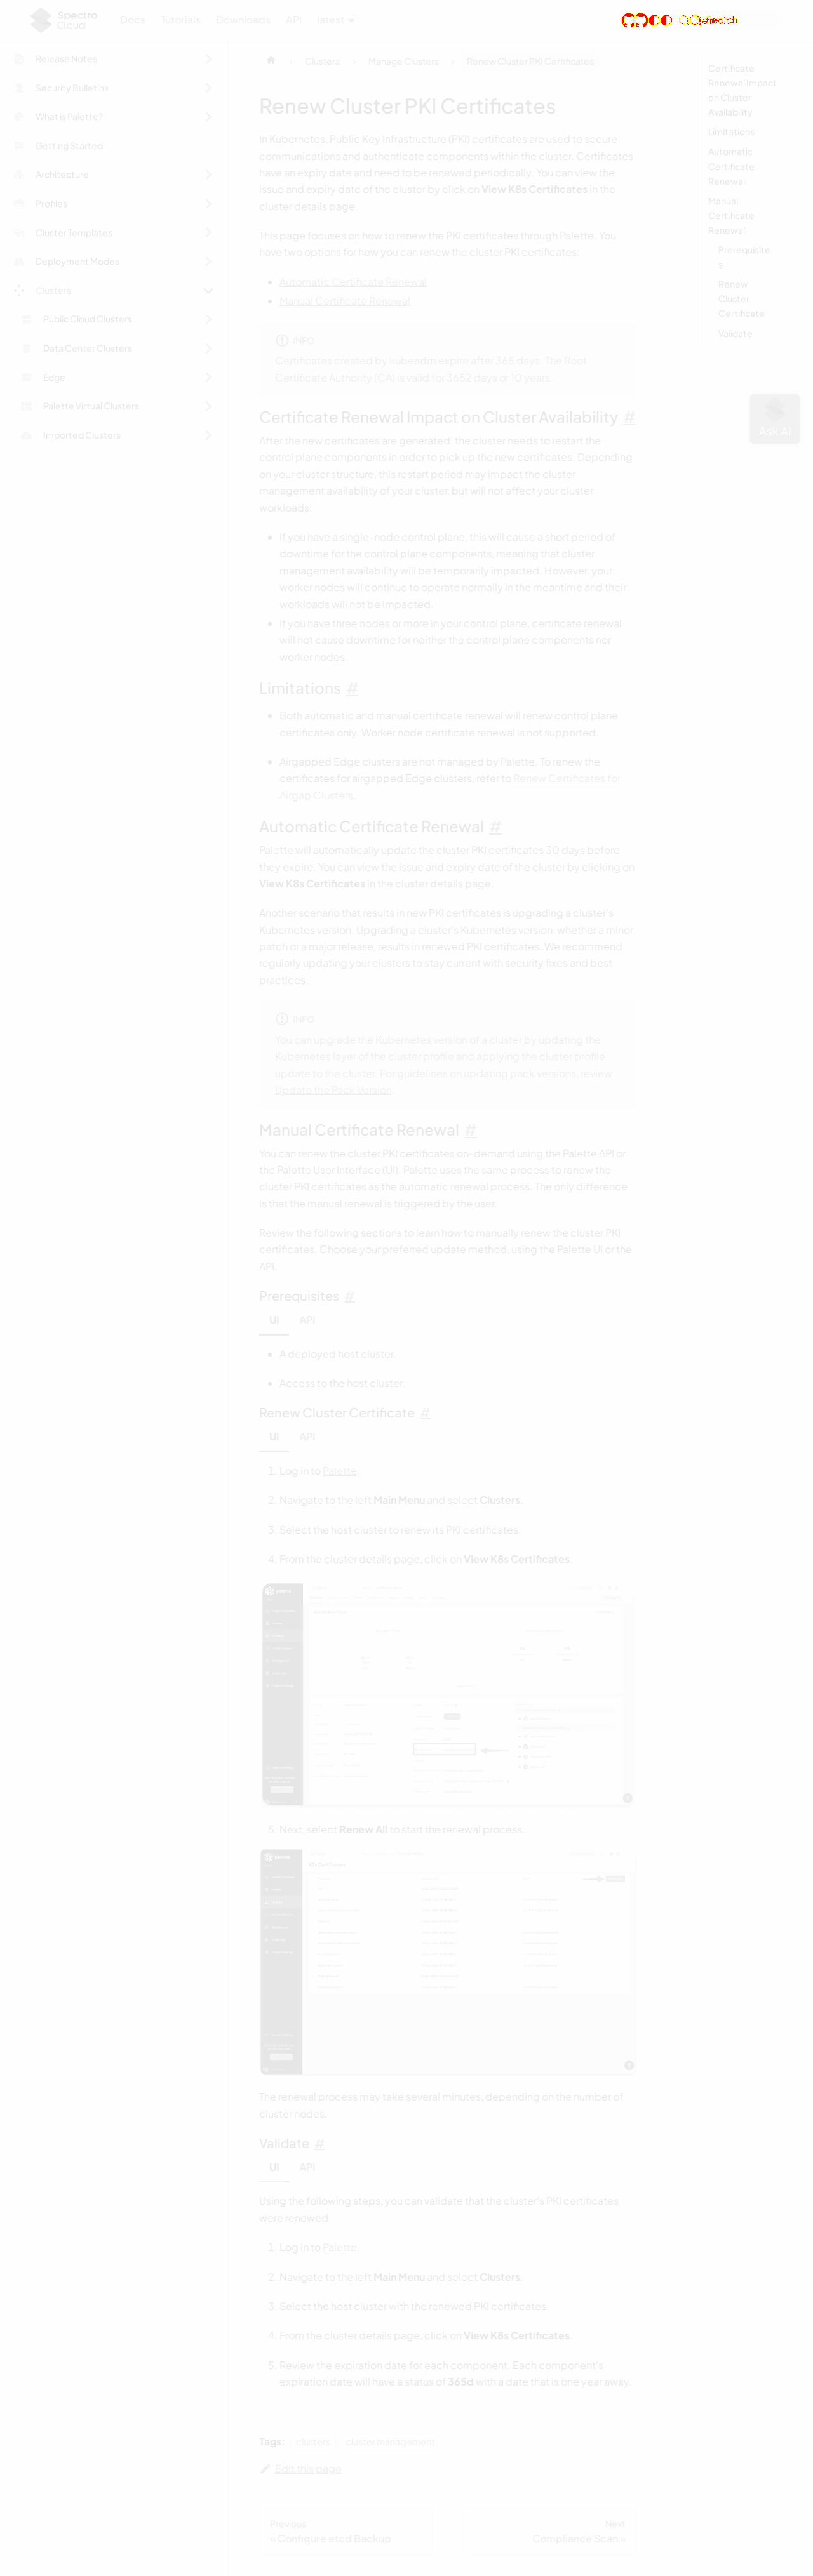 Spectro Cloud
Docs
Tutorials
Downloads
API
latest
Search
Release Notes
Security Bulletins
What is Palette?
Getting Started
Architecture
Profiles
Cluster Templates
Deployment Modes
Clusters
Public Cloud Clusters
Data Center Clusters
Edge
Palette Virtual Clusters
Imported Clusters
Clusters
Manage Clusters
Renew Cluster PKI Certificates
Renew Cluster PKI Certificates
In Kubernetes, Public Key Infrastructure (PKI) certificates are used to secure
communications and authenticate components within the cluster. Certificates
have an expiry date and need to be renewed periodically. You can view the
issue and expiry date of the cluster by click on View K8s Certificates in the
cluster details page.
This page focuses on how to renew the PKI certificates through Palette. You
have two options for how you can renew the cluster PKI certificates:
Automatic Certificate Renewal
Manual Certificate Renewal
INFO
Certificates created by kubeadm expire after 365 days. The Root
Certificate Authority (CA) is valid for 3652 days or 10 years.
Certificate Renewal Impact on Cluster Availability #
After the new certificates are generated, the cluster needs to restart the
control plane components in order to pick up the new certificates. Depending
on your cluster structure, this restart period may impact the cluster
management availability of your cluster, but will not affect your cluster
workloads:
If you have a single-node control plane, this will cause a short period of
downtime for the control plane components, meaning that cluster
management availability will be temporarily impacted. However, your
worker nodes will continue to operate normally in the meantime and their
workloads will not be impacted.
If you have three nodes or more in your control plane, certificate renewal
will not cause downtime for neither the control plane components nor
worker nodes.
Limitations #
Both automatic and manual certificate renewal will renew control plane
certificates only. Worker node certificate renewal is not supported.
Airgapped Edge clusters are not managed by Palette. To renew the
certificates for airgapped Edge clusters, refer to Renew Certificates for
Airgap Clusters.
Automatic Certificate Renewal #
Palette will automatically update the cluster PKI certificates 30 days before
they expire. You can view the issue and expiry date of the cluster by clicking on
View K8s Certificates in the cluster details page.
Another scenario that results in new PKI certificates is upgrading a cluster's
Kubernetes version. Upgrading a cluster's Kubernetes version, whether a minor
patch or a major release, results in renewed PKI certificates. We recommend
regularly updating your clusters to stay current with security fixes and best
practices.
INFO
You can upgrade the Kubernetes version of a cluster by updating the
Kubernetes layer of the cluster profile and applying the cluster profile
update to the cluster. For guidelines on updating pack versions, review
Update the Pack Version.
Manual Certificate Renewal #
You can renew the cluster PKI certificates on-demand using the Palette API or
the Palette User Interface (UI). Palette uses the same process to renew the
cluster PKI certificates as the automatic renewal process. The only difference
is that the manual renewal is triggered by the user.
Review the following sections to learn how to manually renew the cluster PKI
certificates. Choose your preferred update method, using the Palette UI or the
API.
Prerequisites #
UI API
A deployed host cluster.
Access to the host cluster.
Renew Cluster Certificate #
UI API
1. Log in to Palette.
2. Navigate to the left Main Menu and select Clusters.
3. Select the host cluster to renew its PKI certificates.
4. From the cluster details page, click on View K8s Certificates.
5. Next, select Renew All to start the renewal process.
The renewal process may take several minutes, depending on the number of
cluster nodes.
Validate #
UI API
Using the following steps, you can validate that the cluster's PKI certificates
were renewed.
1. Log in to Palette.
2. Navigate to the left Main Menu and select Clusters.
3. Select the host cluster with the renewed PKI certificates.
4. From the cluster details page, click on View K8s Certificates.
5. Review the expiration date for each component. Each component's
expiration date will have a status of 365d with a date that is one year away.
Tags: clusters cluster management
Edit this page
Previous
« Configure etcd Backup
Next
Compliance Scan »
Certificate
Renewal Impact
on Cluster
Availability
Limitations
Automatic
Certificate
Renewal
Manual
Certificate
Renewal
Prerequisite
s
Renew
Cluster
Certificate
Validate
Ask AI